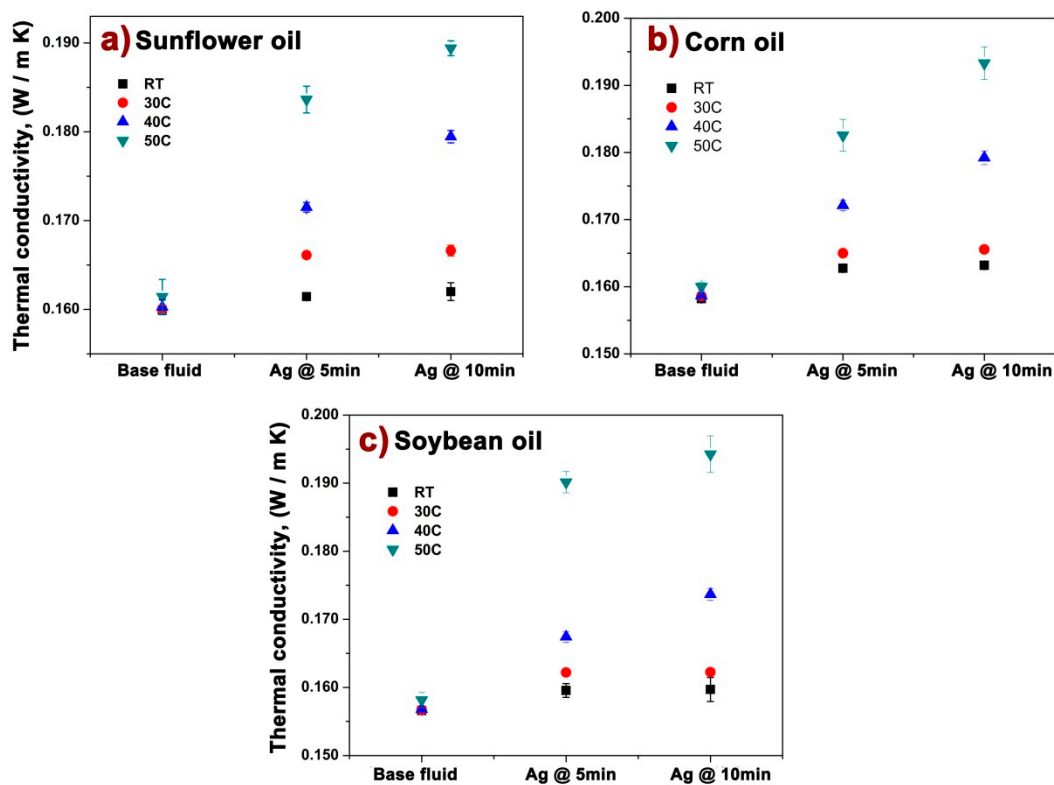 a) Sunflower oil
Thermal conductivity, (W / m K)
0.190
0.180
0.170
0.160
RT
30C
40C
50C
Base fluid
Ag @ 5min
Ag @ 10min
b) Corn oil
0.200
0.190
0.180
0.170
0.160
0.150
RT
30C
40C
50C
Base fluid
Ag @ 5min
Ag @ 10min
c) Soybean oil
Thermal conductivity, (W / m K)
0.200
0.190
0.180
0.170
0.160
0.150
RT
30C
40C
50C
Base fluid
Ag @ 5min
Ag @ 10min